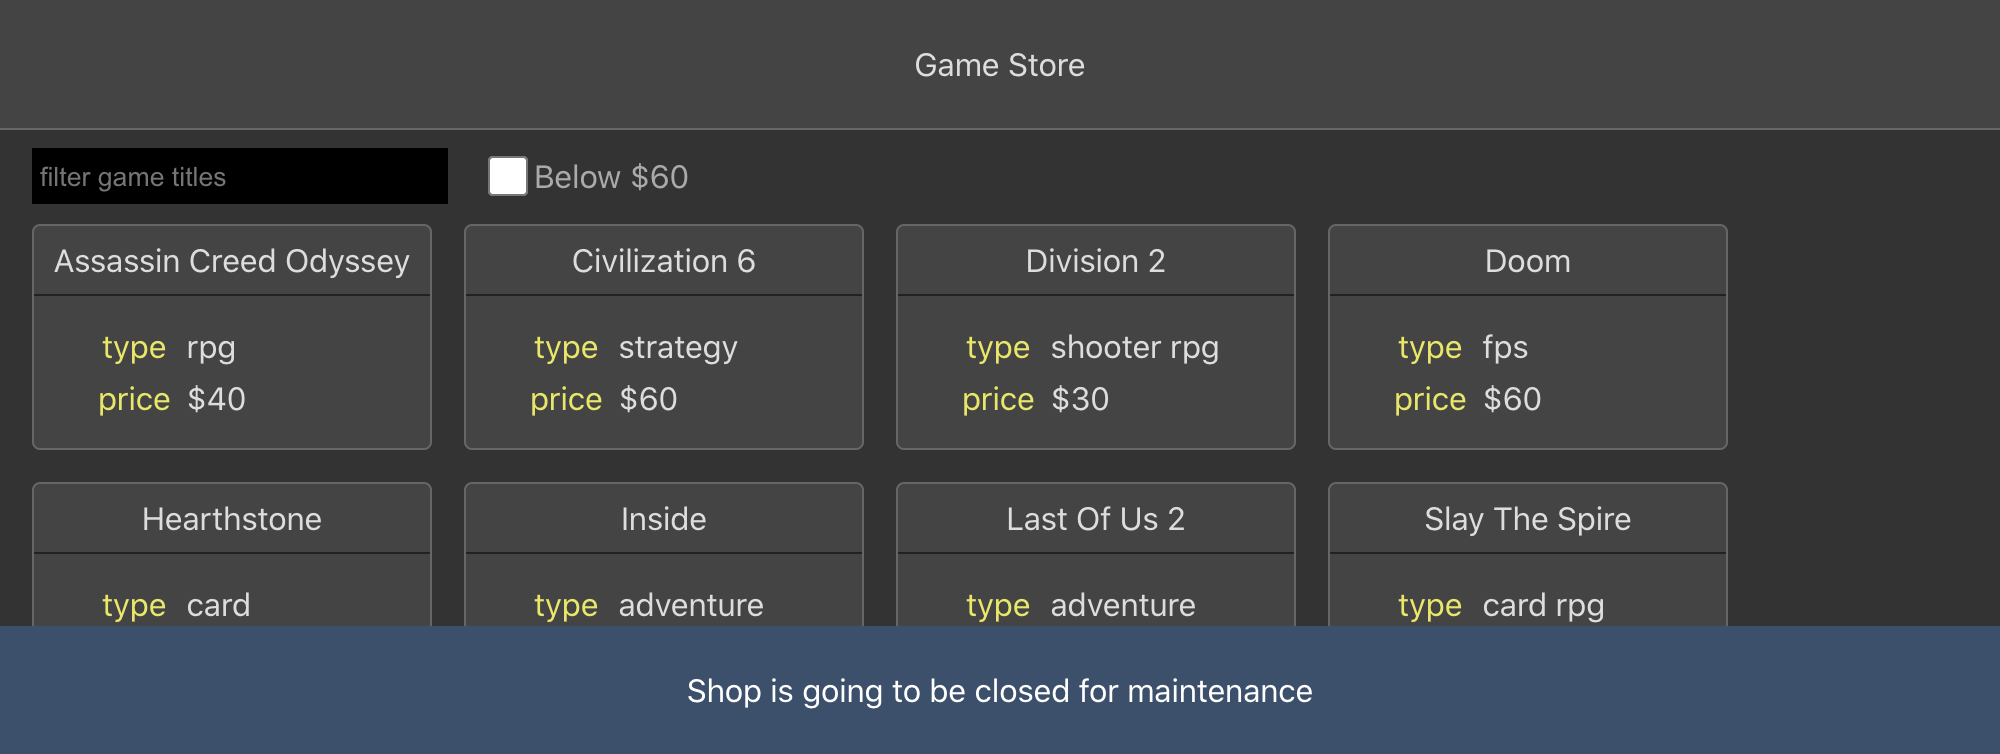 Game Store
filter game titles
Below $60
Assassin Creed Odyssey
type rpg
price $40
Civilization 6
type strategy
price $60
Division 2
type shooter rpg
price $30
Doom
type fps
price $60
Hearthstone
type card
Inside
type adventure
Last Of Us 2
type adventure
Slay The Spire
type card rpg
Shop is going to be closed for maintenance